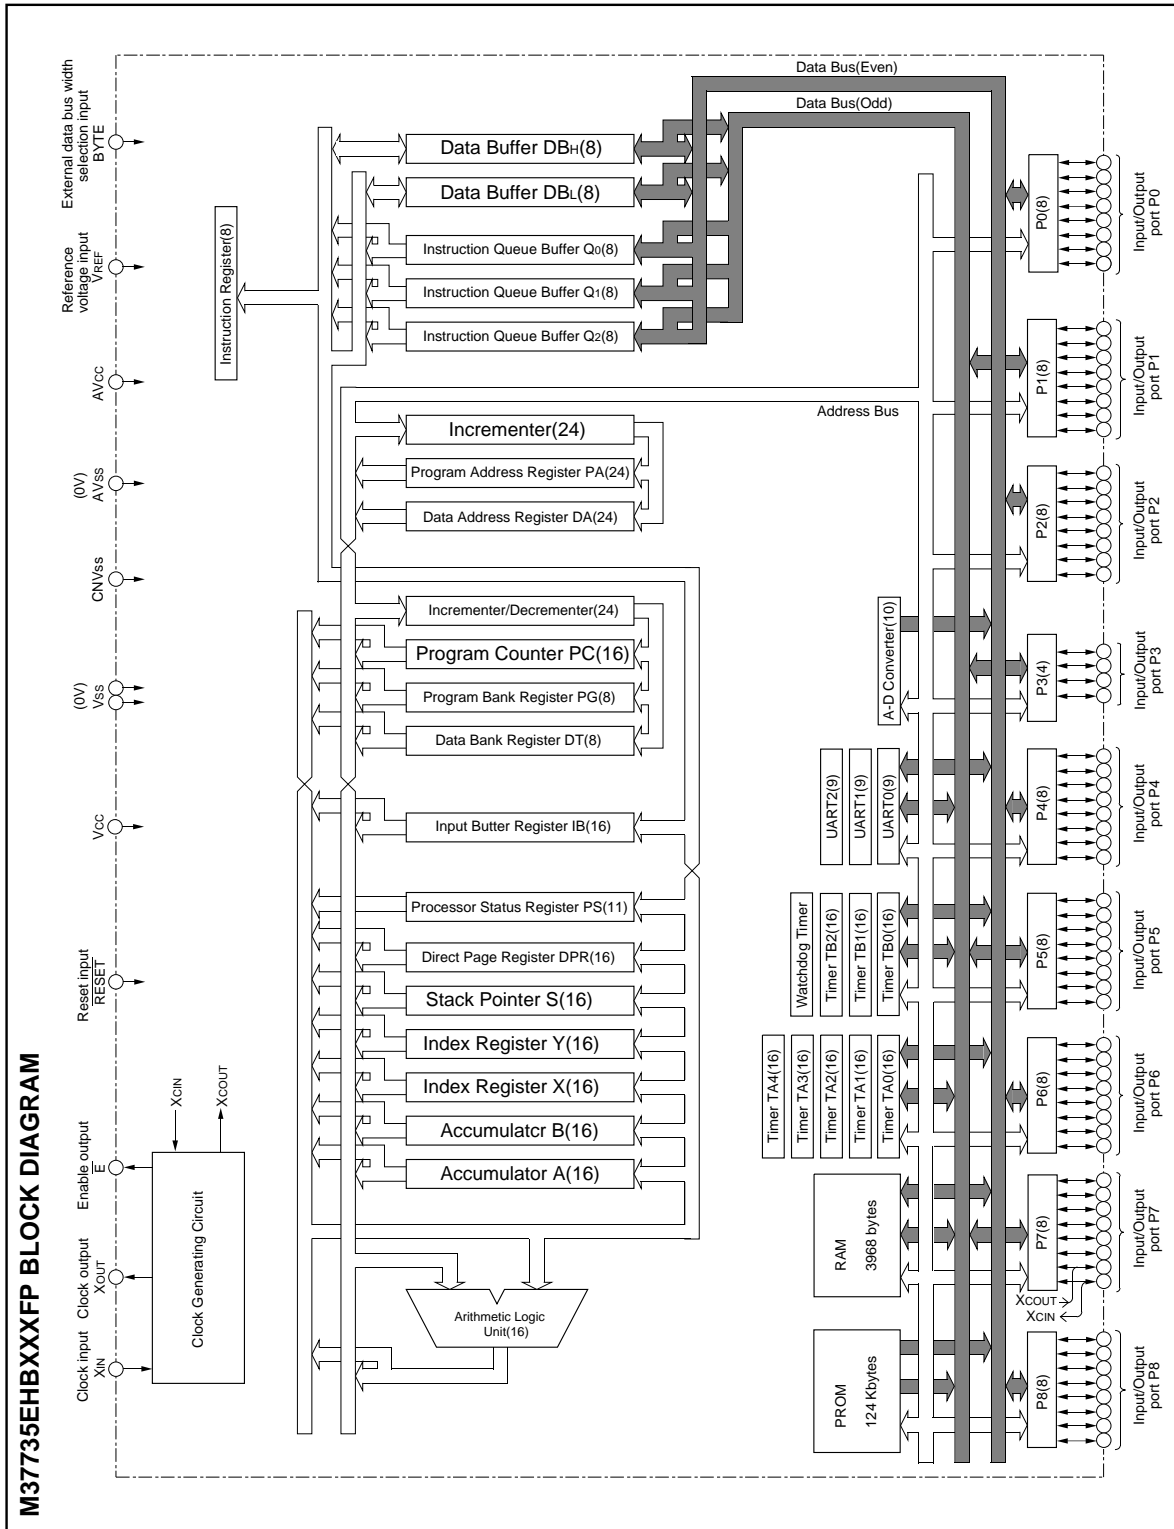 M37735EHBXXXFP BLOCK DIAGRAM
Clock input
XIN
Clock output
XOUT
Enable output
E
Reset input
RESET
Vcc
(0V)
Vss
CNVss
(0V)
AVss
AVcc
Reference
voltage input
VREF
External data bus width
selection input
BYTE
Clock Generating Circuit
XCIN
XCOUT
Instruction Register(8)
Data Buffer DBH(8)
Data Buffer DBL(8)
Instruction Queue Buffer Q0(8)
Instruction Queue Buffer Q1(8)
Instruction Queue Buffer Q2(8)
Incrementer(24)
Program Address Register PA(24)
Data Address Register DA(24)
Incrementer/Decrementer(24)
Program Counter PC(16)
Program Bank Register PG(8)
Data Bank Register DT(8)
Input Butter Register IB(16)
Processor Status Register PS(11)
Direct Page Register DPR(16)
Stack Pointer S(16)
Index Register Y(16)
Index Register X(16)
Accumulatcr B(16)
Accumulator A(16)
Arithmetic Logic
Unit(16)
Data Bus(Even)
Data Bus(Odd)
Address Bus
A-D Converter(10)
UART2(9)
UART1(9)
UART0(9)
Watchdog Timer
Timer TB2(16)
Timer TB1(16)
Timer TB0(16)
Timer TA4(16)
Timer TA3(16)
Timer TA2(16)
Timer TA1(16)
Timer TA0(16)
RAM
3968 bytes
PROM
124 Kbytes
P0(8)
P1(8)
P2(8)
P3(4)
P4(8)
P5(8)
P6(8)
P7(8)
P8(8)
XCOUT
XCIN
Input/Output
port P0
Input/Output
port P1
Input/Output
port P2
Input/Output
port P3
Input/Output
port P4
Input/Output
port P5
Input/Output
port P6
Input/Output
port P7
Input/Output
port P8